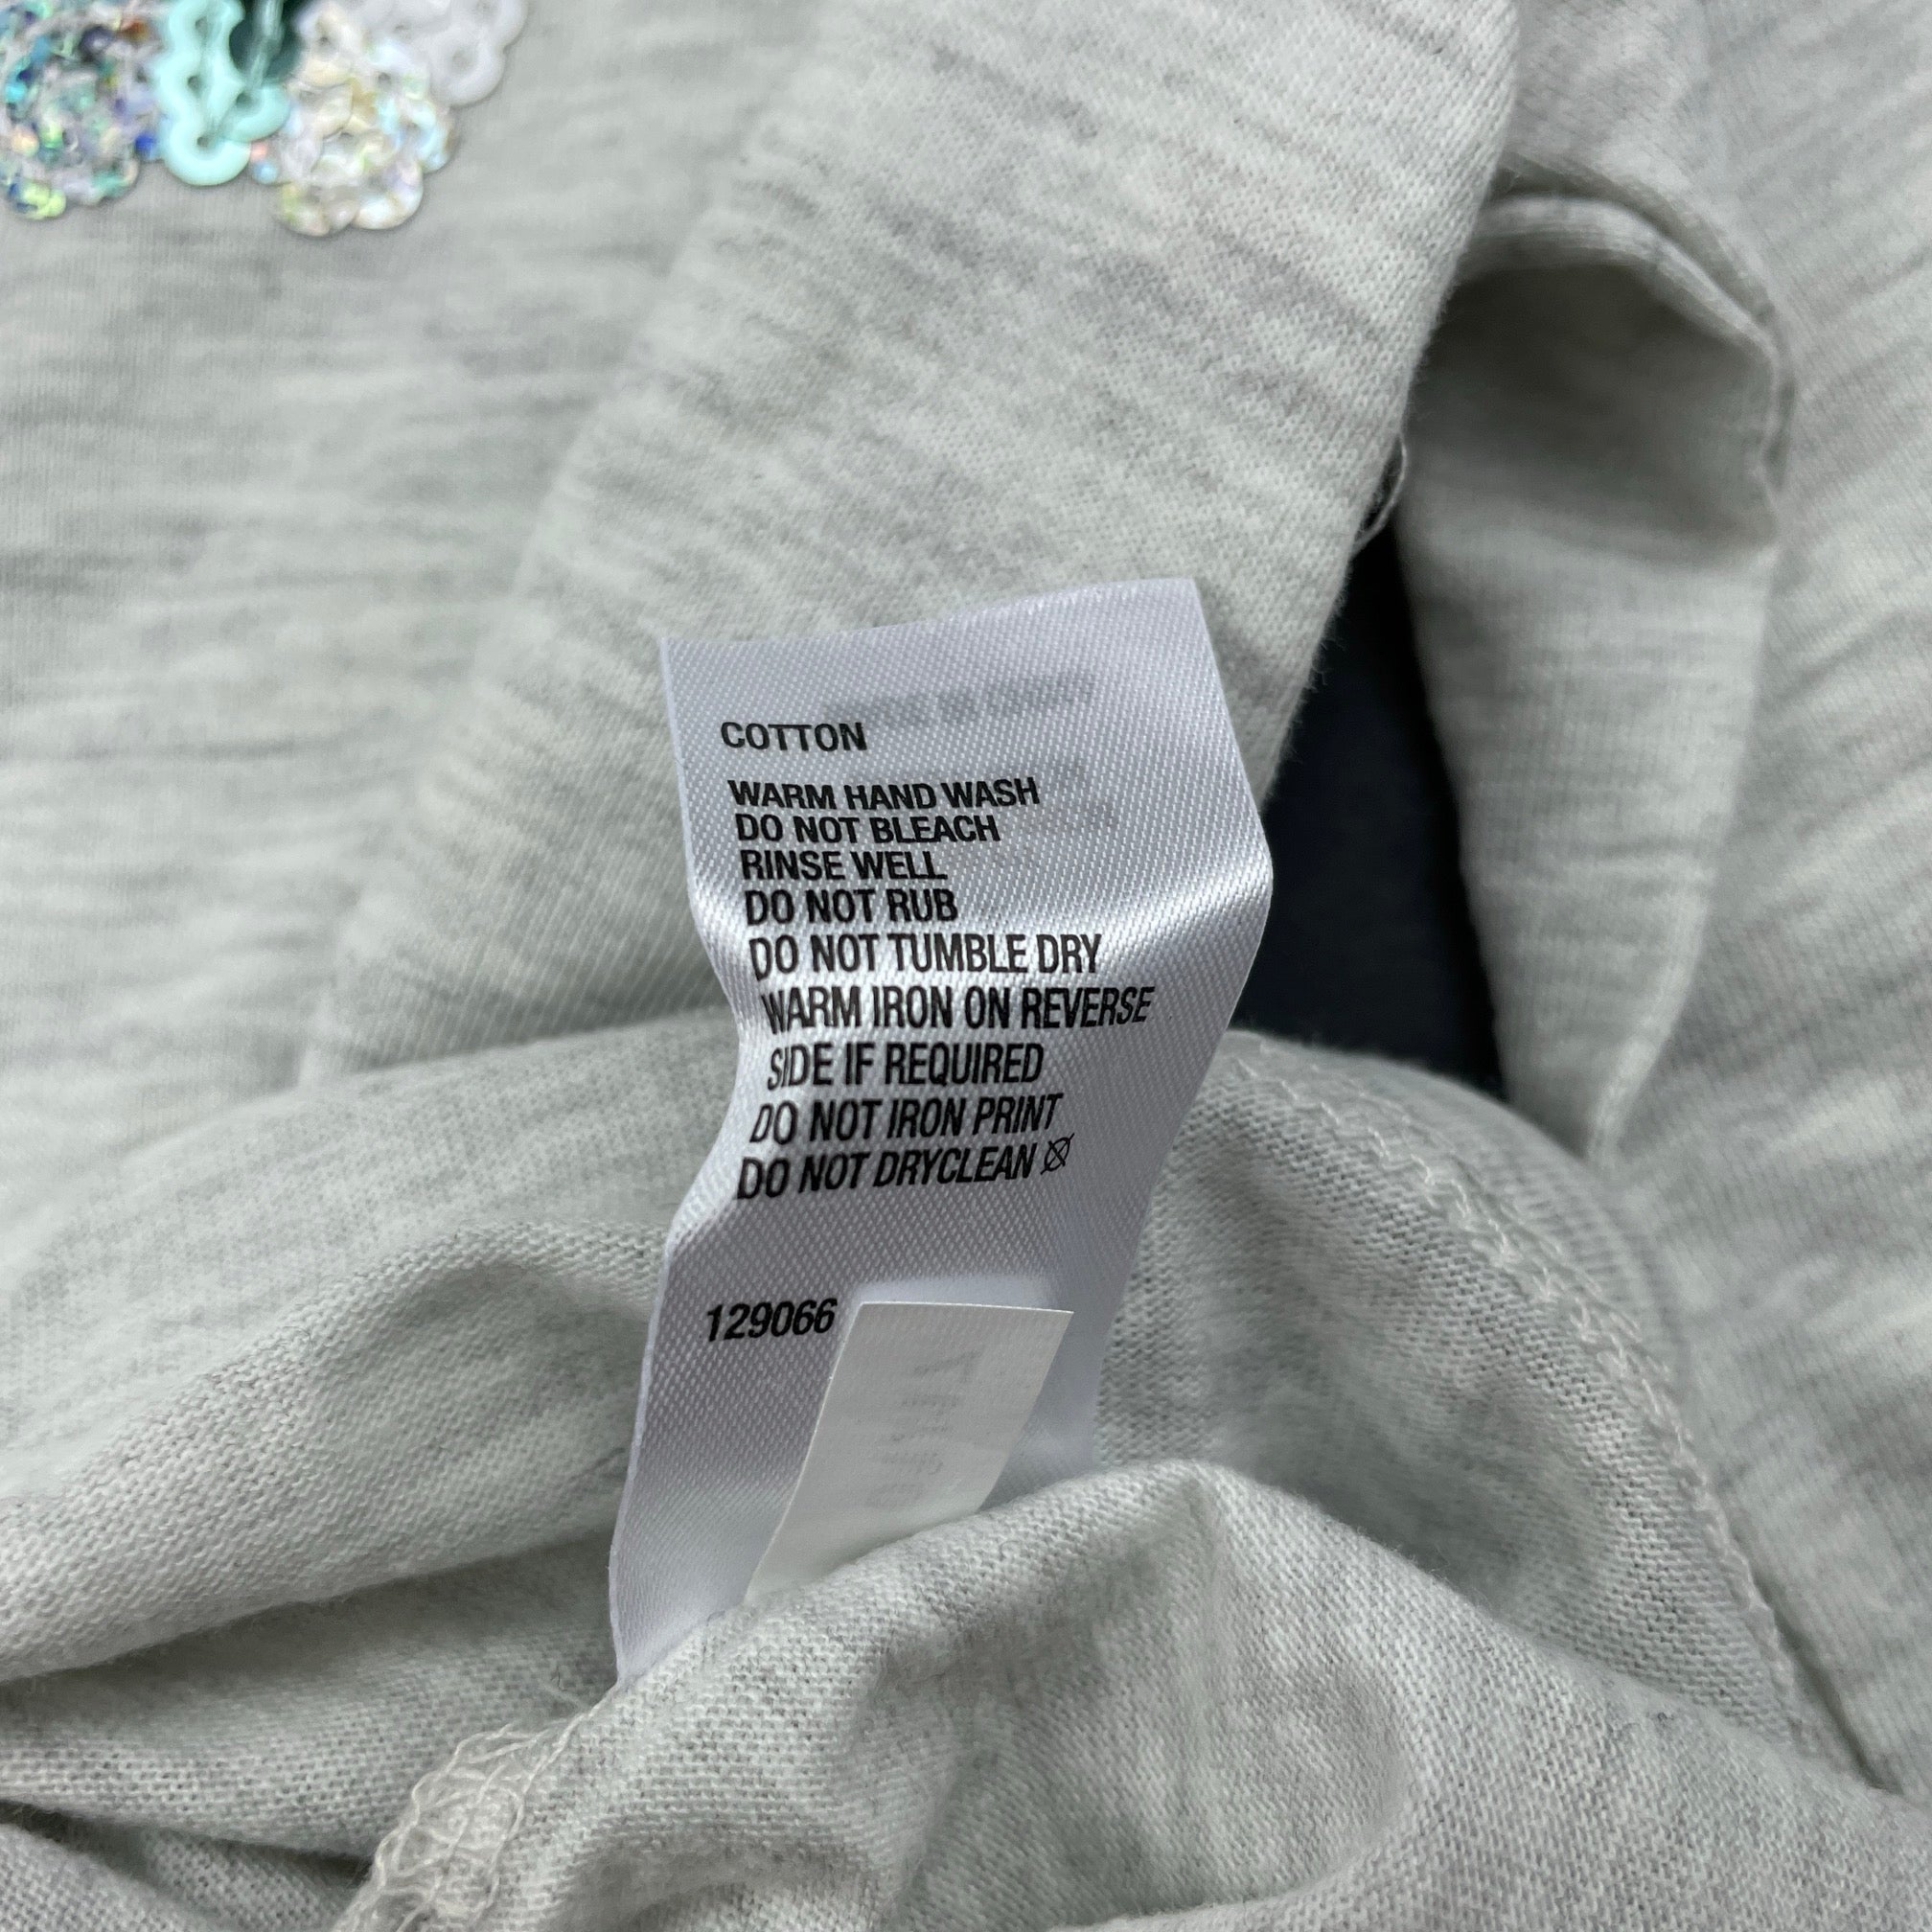 COTTON
WARM HAND WASH
DO NOT BLEACH
RINSE WELL
DO NOT RUB
DO NOT TUMBLE DRY
WARM IRON ON REVERSE
SIDE IF REQUIRED
DO NOT IRON PRINT
DO NOT DRYCLEAN
129066